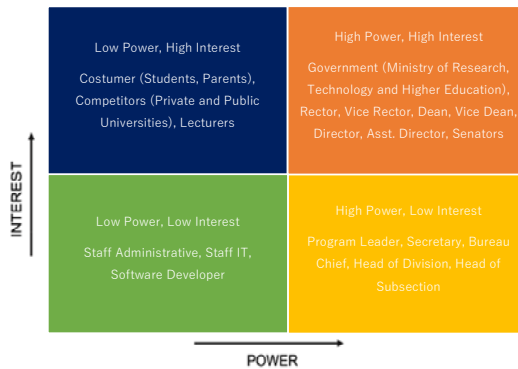 Low Power, High Interest
Costumer (Students, Parents),
Competitors (Private and Public
Universities), Lecturers
High Power, High Interest
Government (Ministry of Research,
Technology and Higher Education),
Rector, Vice Rector, Dean, Vice Dean,
Director, Asst. Director, Senators
INTEREST
Low Power, Low Interest
Staff Administrative, Staff IT,
Software Developer
High Power, Low Interest
Program Leader, Secretary, Bureau
Chief, Head of Division, Head of
Subsection
POWER